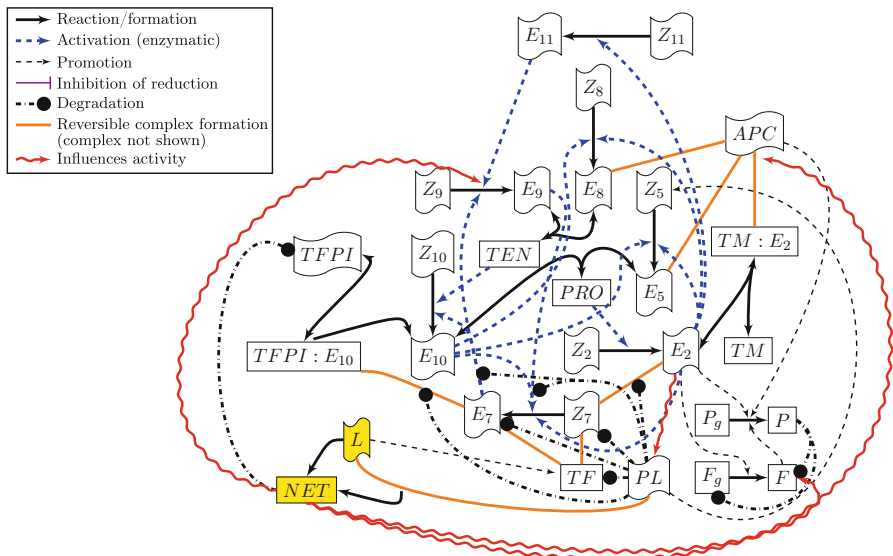 Reaction/formation
Activation (enzymatic)
Promotion
Inhibition of reduction
Degradation
Reversible complex formation
(complex not shown)
Influences activity
E₁₁
Z₁₁
Z₈
APC
Z₉
E₉
E₈
Z₅
TFPI
Z₁₀
TEN
TM : E₂
PRO
E₅
TFPI : E₁₀
E₁₀
Z₂
E₂
TM
E₇
Z₇
P_g
P
L
NET
TF
PL
F_g
F